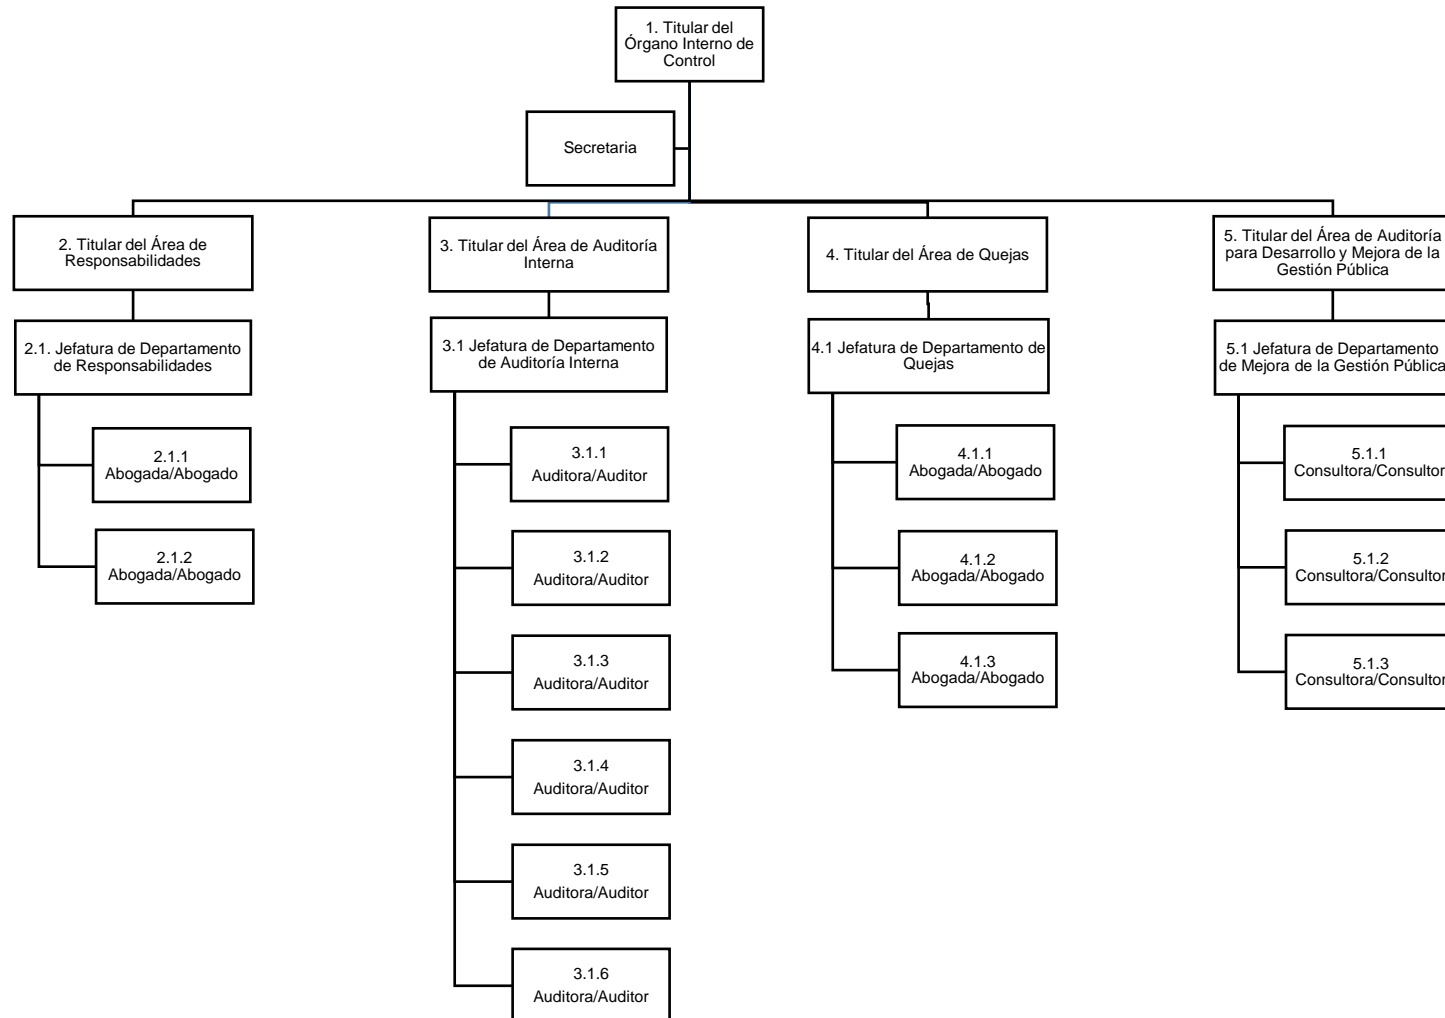 1. Titular del
Órgano Interno de
Control
Secretaria
2. Titular del Área de
Responsabilidades
3. Titular del Área de Auditoría
Interna
4. Titular del Área de Quejas
5. Titular del Área de Auditoría
para Desarrollo y Mejora de la
Gestión Pública
2.1. Jefatura de Departamento
de Responsabilidades
3.1 Jefatura de Departamento
de Auditoría Interna
4.1 Jefatura de Departamento de
Quejas
5.1 Jefatura de Departamento
de Mejora de la Gestión Pública
2.1.1
Abogada/Abogado
2.1.2
Abogada/Abogado
3.1.1
Auditora/Auditor
3.1.2
Auditora/Auditor
3.1.3
Auditora/Auditor
3.1.4
Auditora/Auditor
3.1.5
Auditora/Auditor
3.1.6
Auditora/Auditor
4.1.1
Abogada/Abogado
4.1.2
Abogada/Abogado
4.1.3
Abogada/Abogado
5.1.1
Consultora/Consultor
5.1.2
Consultora/Consultor
5.1.3
Consultora/Consultor